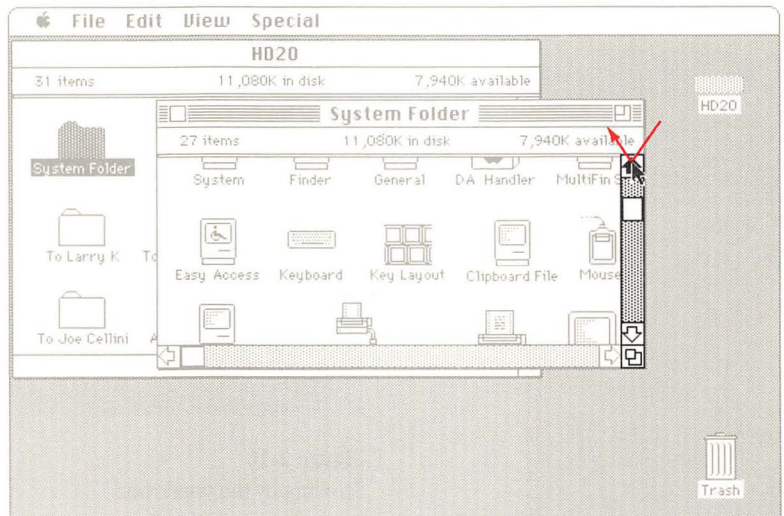 File Edit View Special
HD20
31 items 11,080K in disk 7,940K available
HD20
System Folder
27 items 11,080K in disk 7,940K available
System Folder
System Finder General DA Handler MultiFin S
To Larry K To
Easy Access Keyboard Key Layout Clipboard File Mouse
To Joe Cellini A
Trash